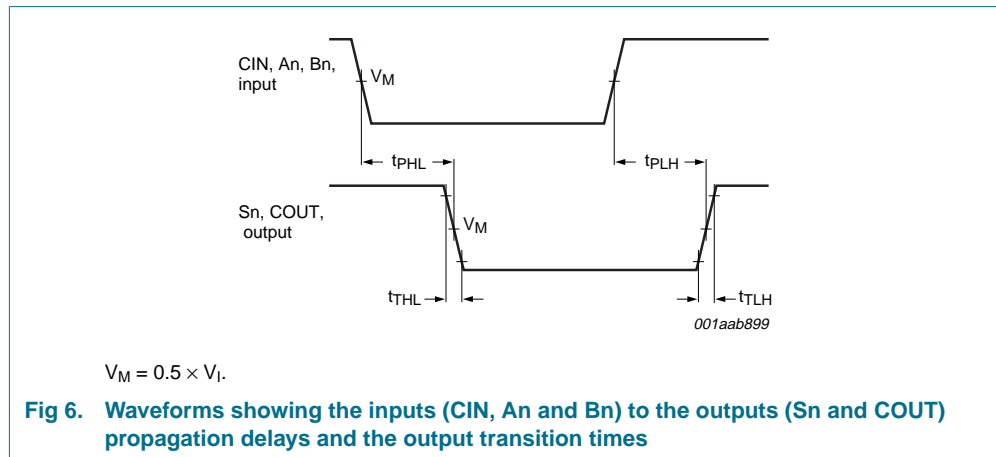 CIN, An, Bn,
input
VM
tPHL
tPLH
Sn, COUT,
output
VM
tTHL
tTLH
001aab899
VM = 0.5 × VI.
Fig 6. Waveforms showing the inputs (CIN, An and Bn) to the outputs (Sn and COUT)
propagation delays and the output transition times